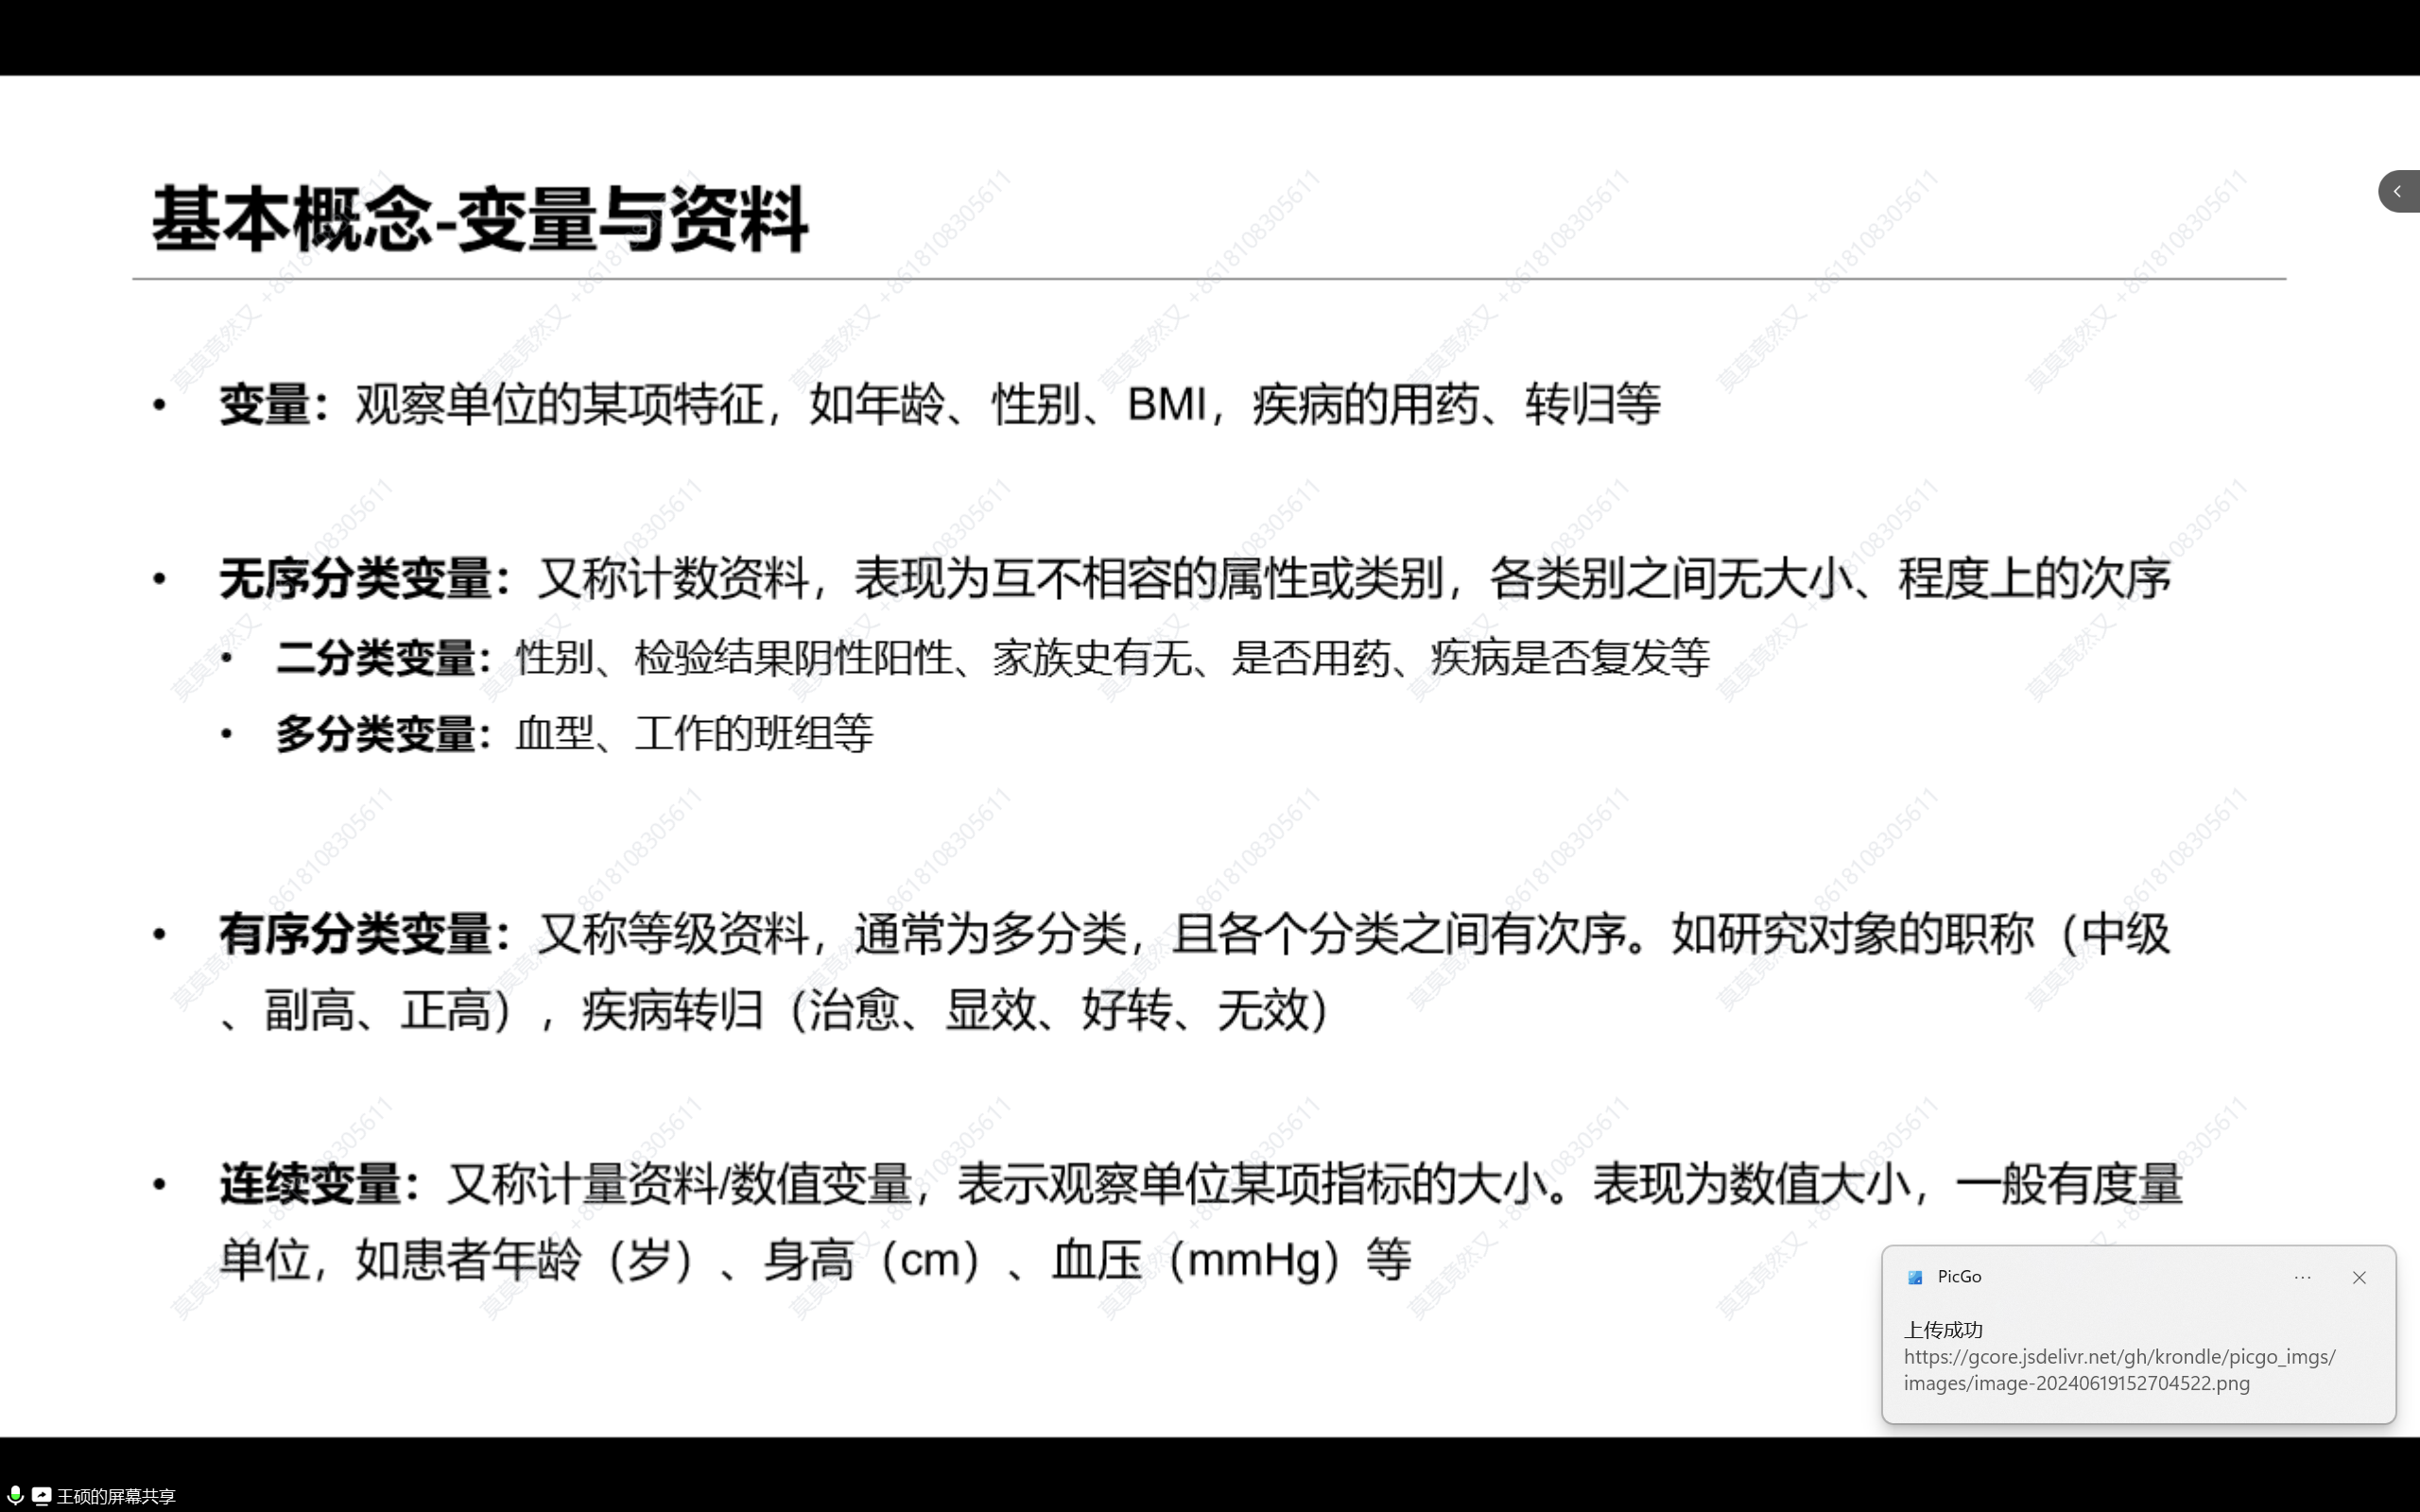 基本概念-变量与资料
• 变量：观察单位的某项特征，如年龄、性别、BMI，疾病的用药、转归等
• 无序分类变量：又称计数资料，表现为互不相容的属性或类别，各类别之间无大小、程度上的次序
• 二分类变量：性别、检验结果阴性阳性、家族史有无、是否用药、疾病是否复发等
• 多分类变量：血型、工作的班组等
• 有序分类变量：又称等级资料，通常为多分类，且各个分类之间有次序。如研究对象的职称（中级
、副高、正高），疾病转归（治愈、显效、好转、无效）
• 连续变量：又称计量资料/数值变量，表示观察单位某项指标的大小。表现为数值大小，一般有度量
单位，如患者年龄（岁）、身高（cm）、血压（mmHg）等
PicGo
上传成功
https://gcore.jsdelivr.net/gh/krondle/picgo_imgs/
images/image-20240619152704522.png
王硕的屏幕共享
莫莫竟然又 +8618108305611